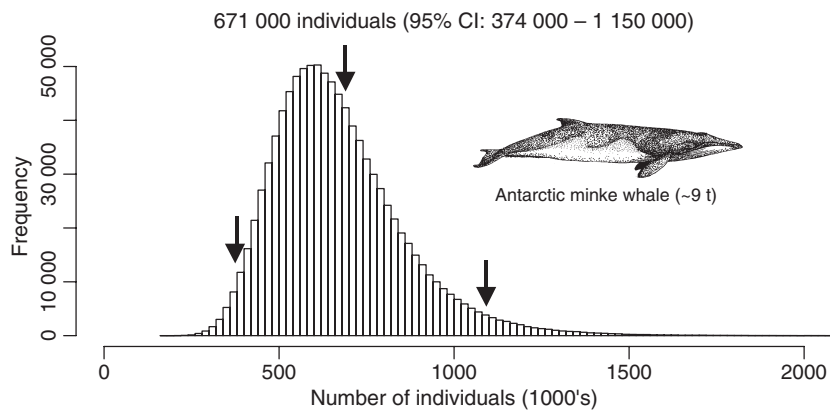 671 000 individuals (95% CI: 374 000 – 1 150 000)
50 000
30 000
10 000
0
Frequency
Antarctic minke whale (~9 t)
0 500 1000 1500 2000
Number of individuals (1000's)